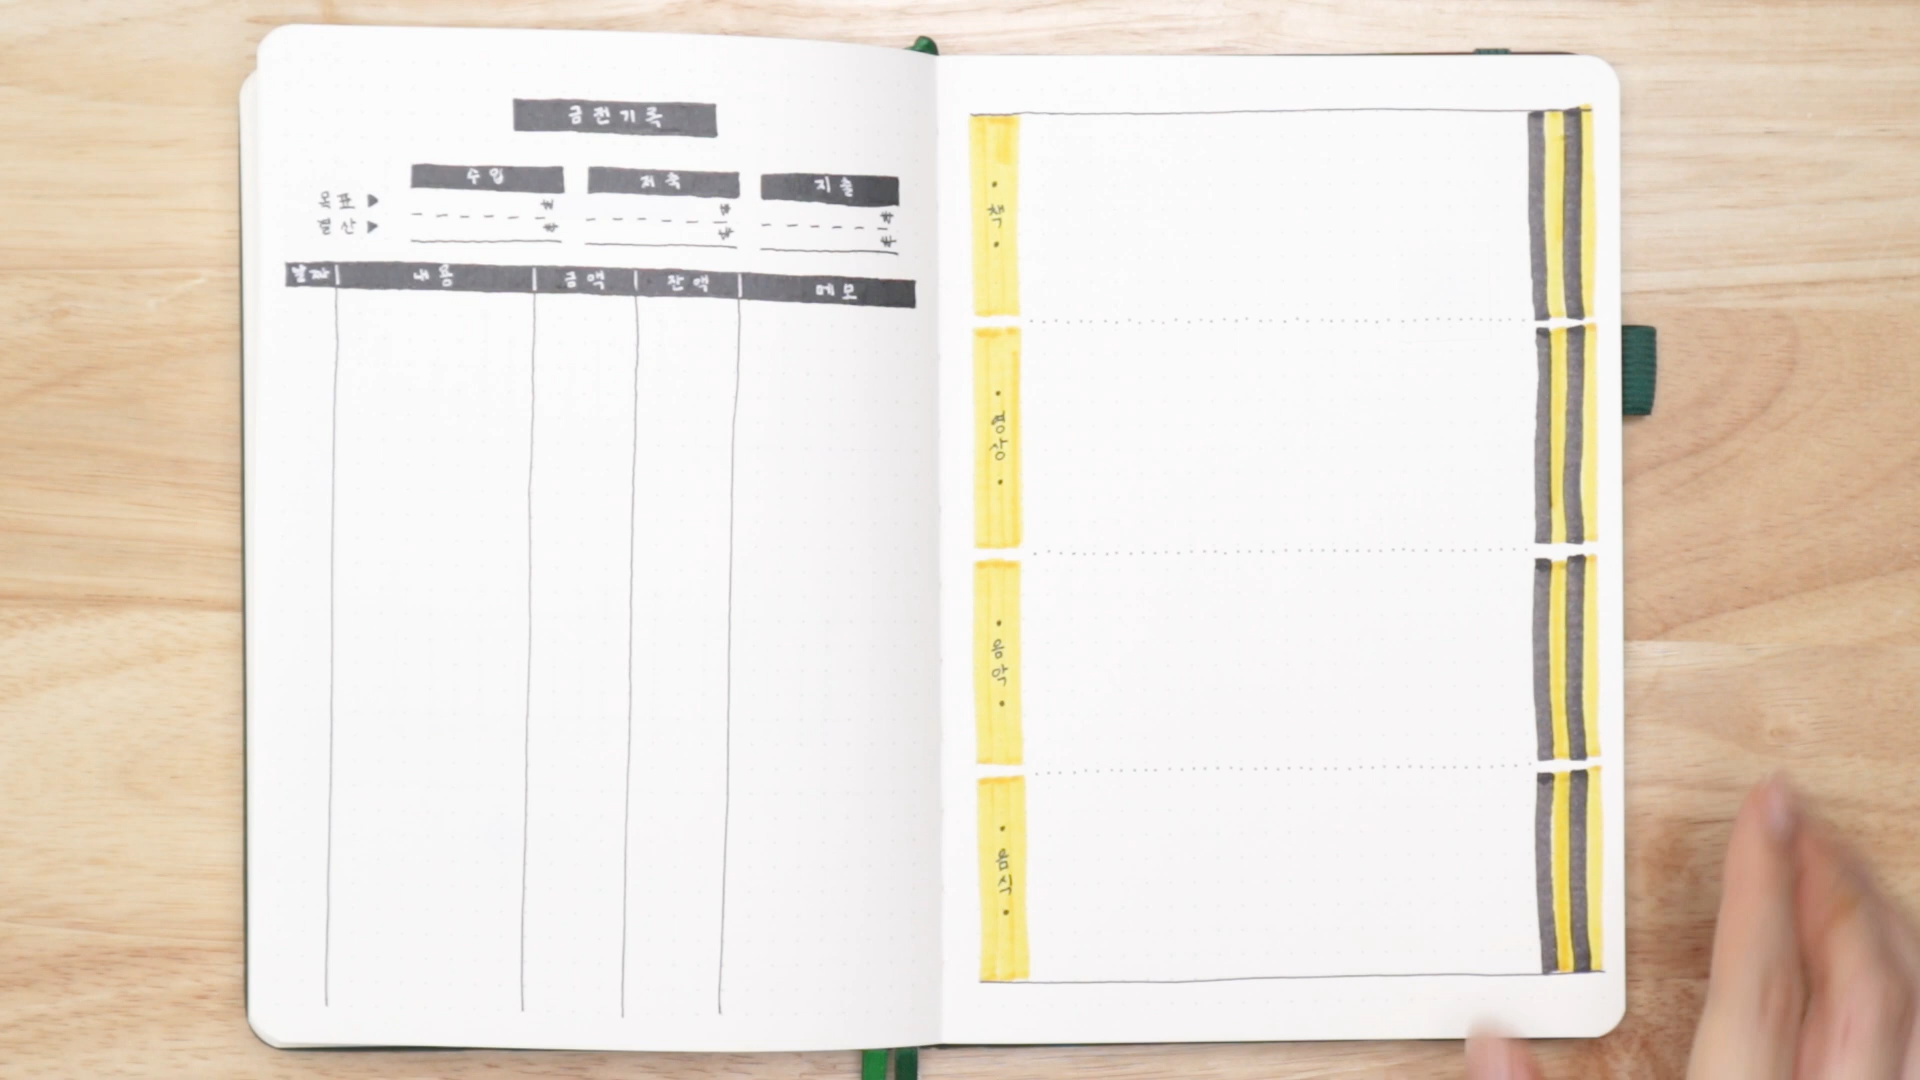 금전기록
수입 저축 지출
목표 ▶ ₩ ₩ ₩
결산 ▶ ₩ ₩ ₩
날짜 내용 금액 잔액 메모
• 책 •
• 영상 •
• 음악 •
• 음식 •